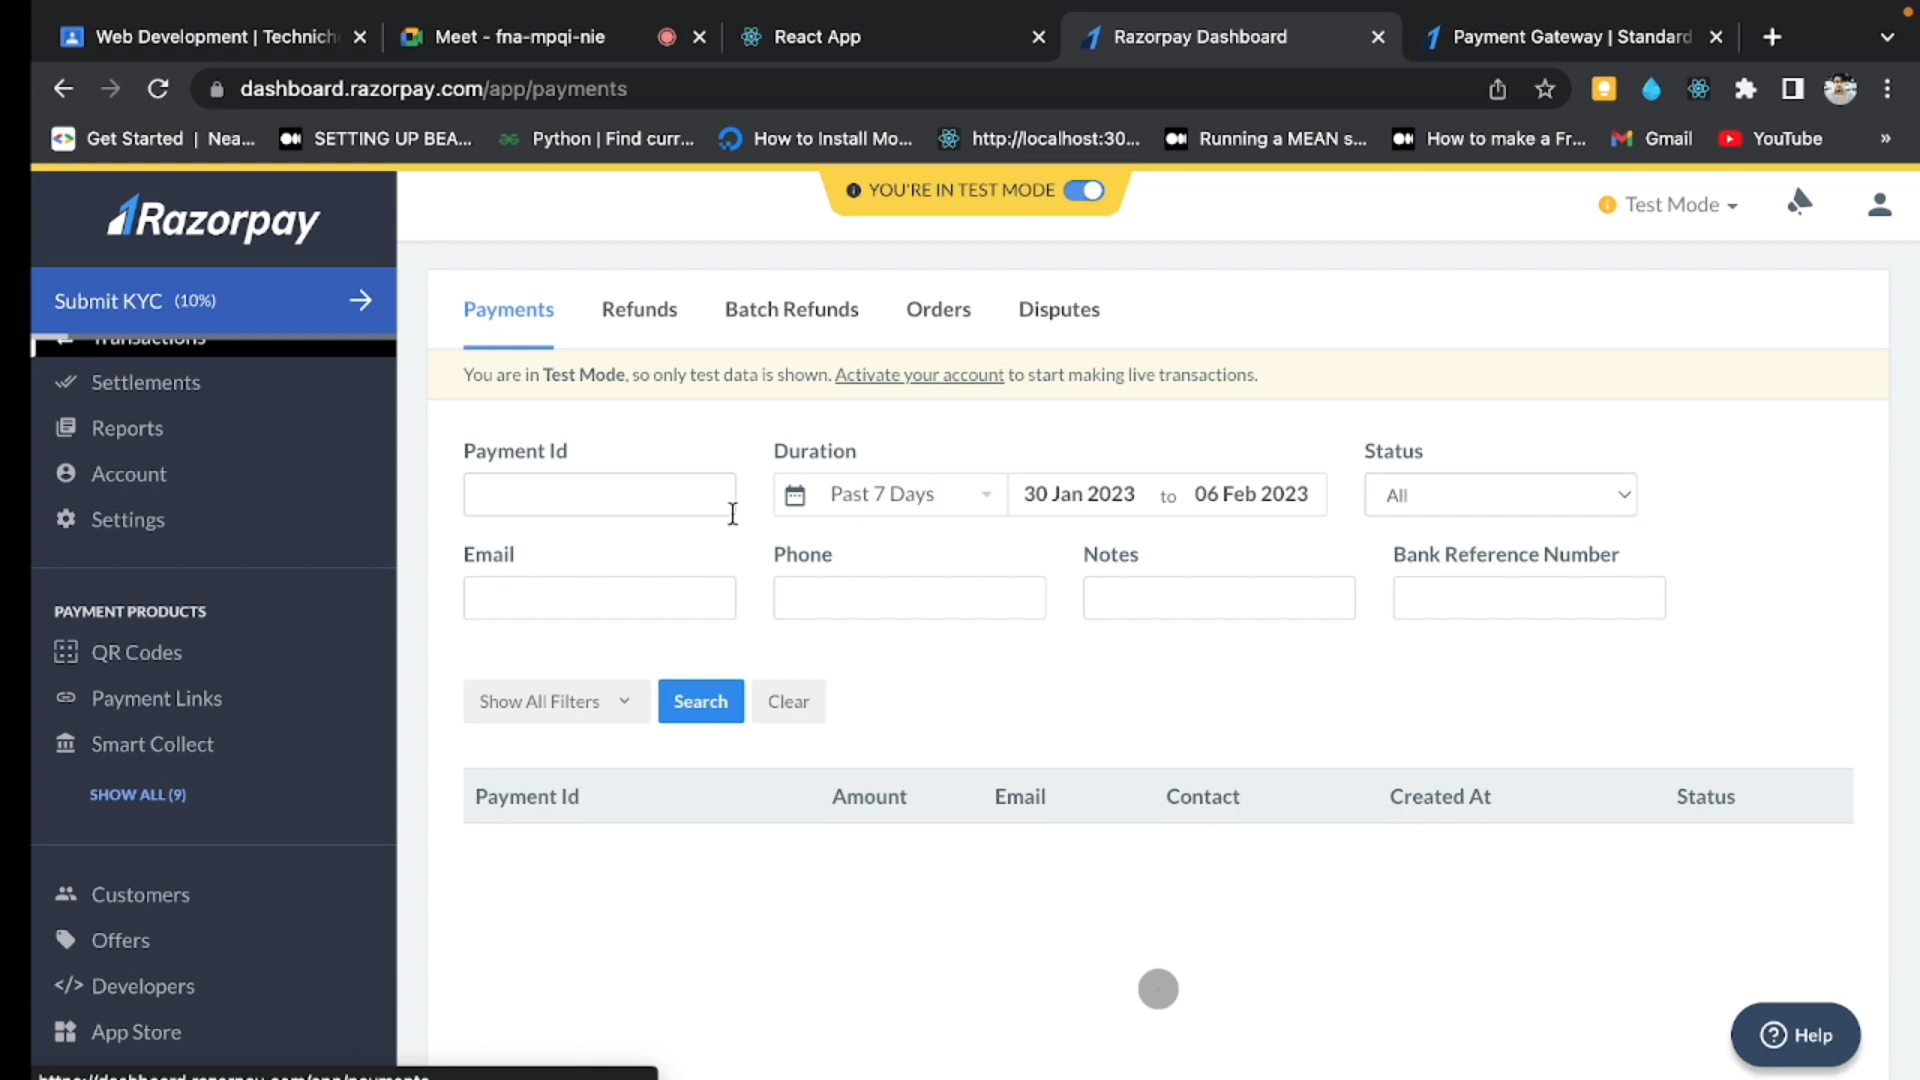 Web Development | Technich
Meet - fna-mpqi-nie
React App
Razorpay Dashboard
Payment Gateway | Standard
dashboard.razorpay.com/app/payments
Get Started | Nea...
SETTING UP BEA...
Python | Find curr...
How to Install Mo...
http://localhost:30...
Running a MEAN s...
How to make a Fr...
Gmail
YouTube
»
YOU'RE IN TEST MODE
Test Mode
Razorpay
Submit KYC (10%)
Transactions
Settlements
Reports
Account
Settings
PAYMENT PRODUCTS
QR Codes
Payment Links
Smart Collect
SHOW ALL (9)
Customers
Offers
Developers
App Store
Payments Refunds Batch Refunds Orders Disputes
You are in Test Mode, so only test data is shown. Activate your account to start making live transactions.
Payment Id Duration Status
Past 7 Days 30 Jan 2023 to 06 Feb 2023 All
Email Phone Notes Bank Reference Number
Show All Filters Search Clear
Payment Id Amount Email Contact Created At Status
Help
https://dashboard.razorpay.com/app/payments